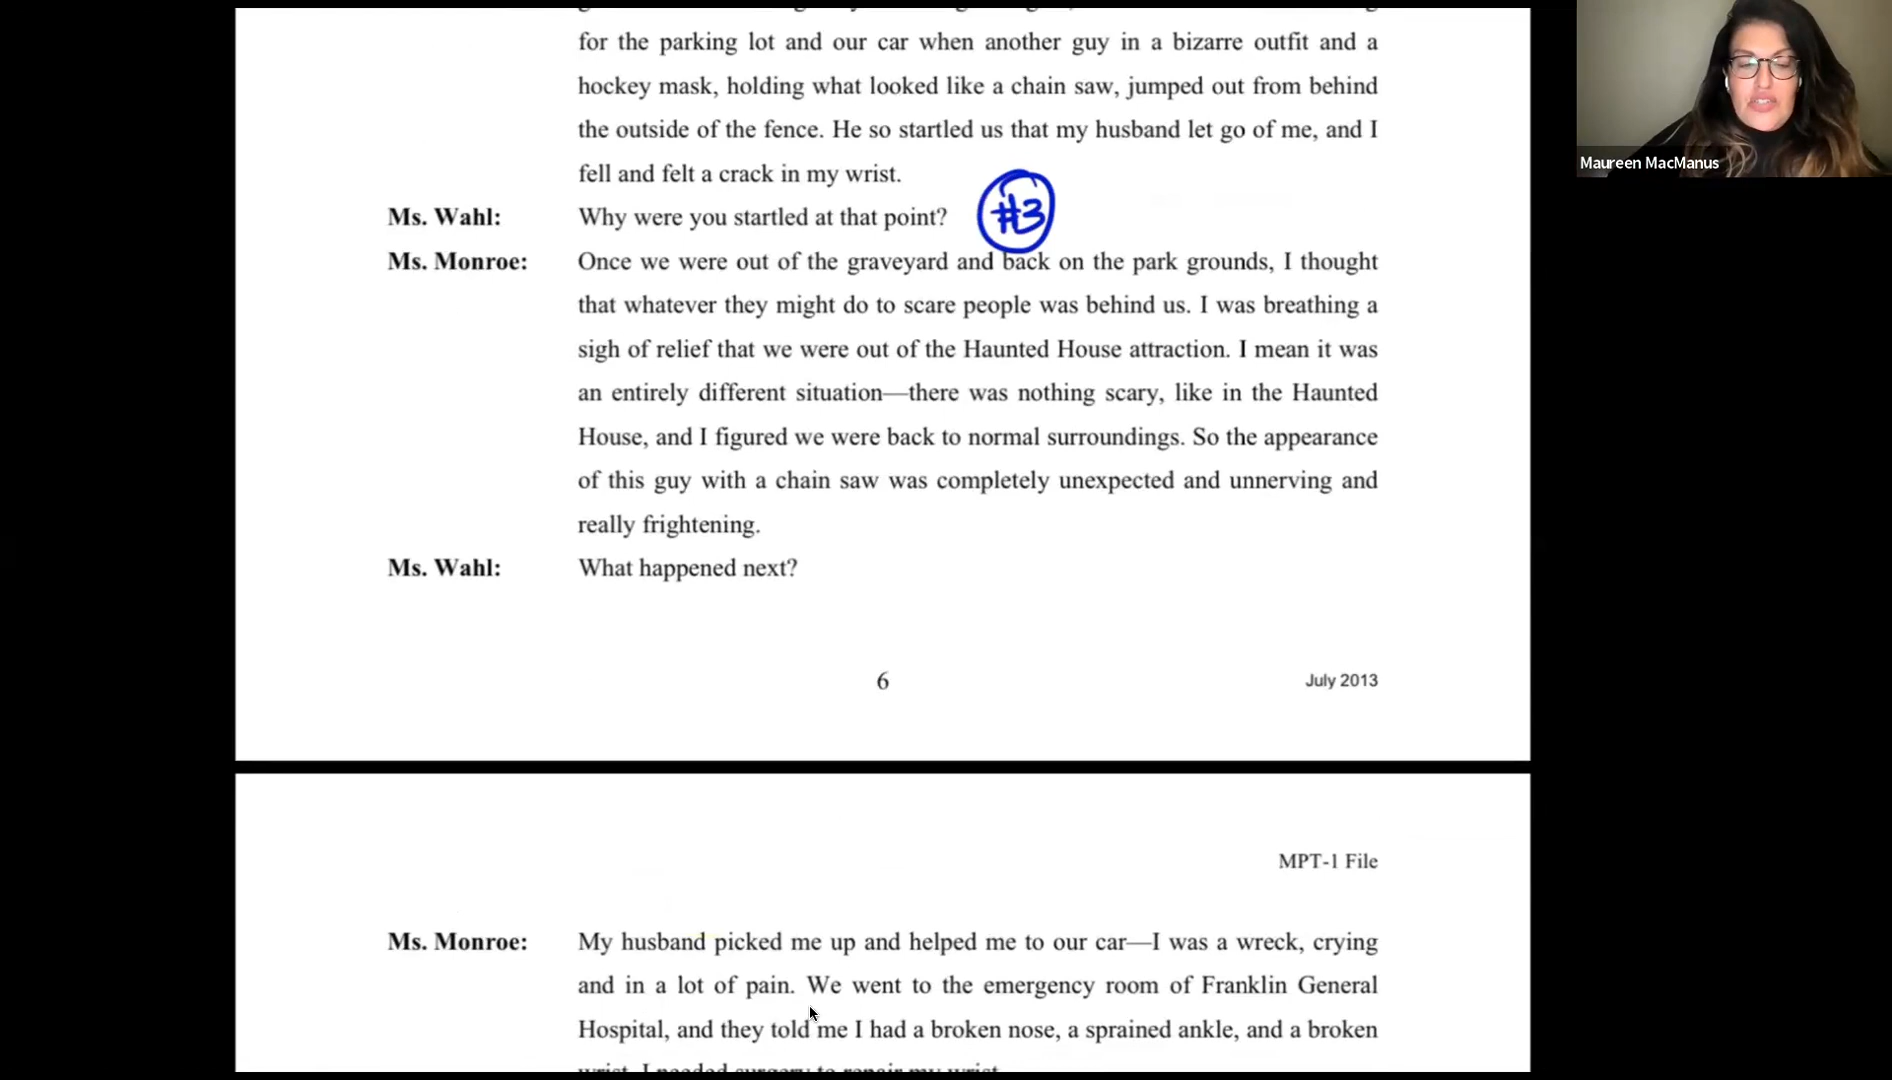 for the parking lot and our car when another guy in a bizarre outfit and a
hockey mask, holding what looked like a chain saw, jumped out from behind
the outside of the fence. He so startled us that my husband let go of me, and I
fell and felt a crack in my wrist.
Ms. Wahl: Why were you startled at that point? #3
Ms. Monroe: Once we were out of the graveyard and back on the park grounds, I thought
that whatever they might do to scare people was behind us. I was breathing a
sigh of relief that we were out of the Haunted House attraction. I mean it was
an entirely different situation—there was nothing scary, like in the Haunted
House, and I figured we were back to normal surroundings. So the appearance
of this guy with a chain saw was completely unexpected and unnerving and
really frightening.
Ms. Wahl: What happened next?
6 July 2013
MPT-1 File
Ms. Monroe: My husband picked me up and helped me to our car—I was a wreck, crying
and in a lot of pain. We went to the emergency room of Franklin General
Hospital, and they told me I had a broken nose, a sprained ankle, and a broken
wrist. I needed surgery to repair my wrist.
Maureen MacManus